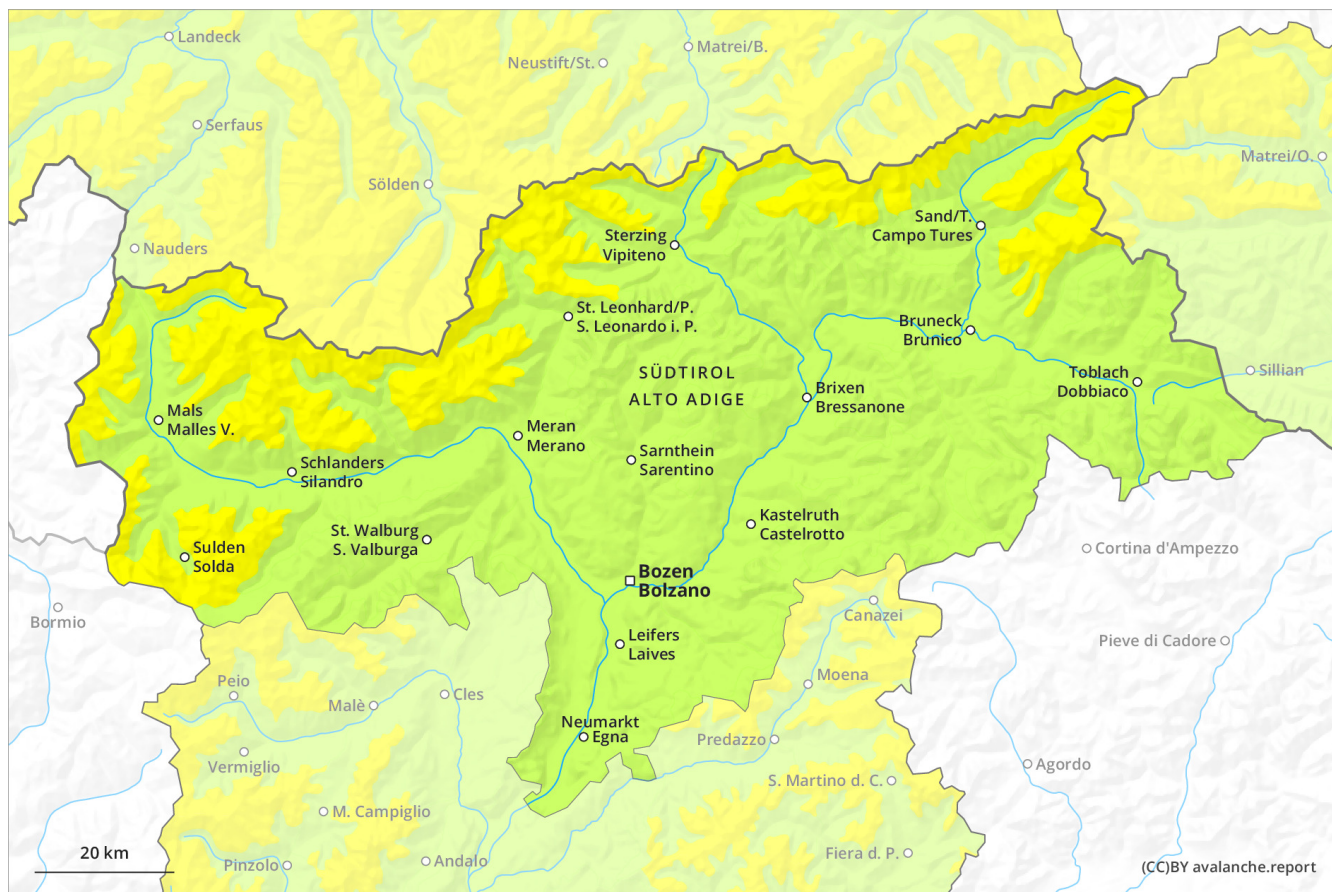 Landeck
Matrei/B.
Neustift/St.
Serfaus
Matrei/O.
Sölden
Sand/T.
Campo Tures
Nauders
Sterzing
Vipiteno
St. Leonhard/P.
S. Leonardo i. P.
Bruneck
Brunico
SÜDTIROL
ALTO ADIGE
Toblach
Dobbiaco
Sillian
Brixen
Bressanone
Mals
Malles V.
Meran
Merano
Sarnthein
Sarentino
Schlanders
Silandro
Kastelruth
Castelrotto
St. Walburg
S. Valburga
Sulden
Solda
Cortina d'Ampezzo
Bozen
Bolzano
Bormio
Canazei
Leifers
Laives
Pieve di Cadore
Peio
Moena
Malè
Cles
Neumarkt
Egna
Predazzo
Vermiglio
Agordo
S. Martino d. C.
M. Campiglio
20 km
Pinzolo
Andalo
Fiera d. P.
(CC)BY avalanche.report